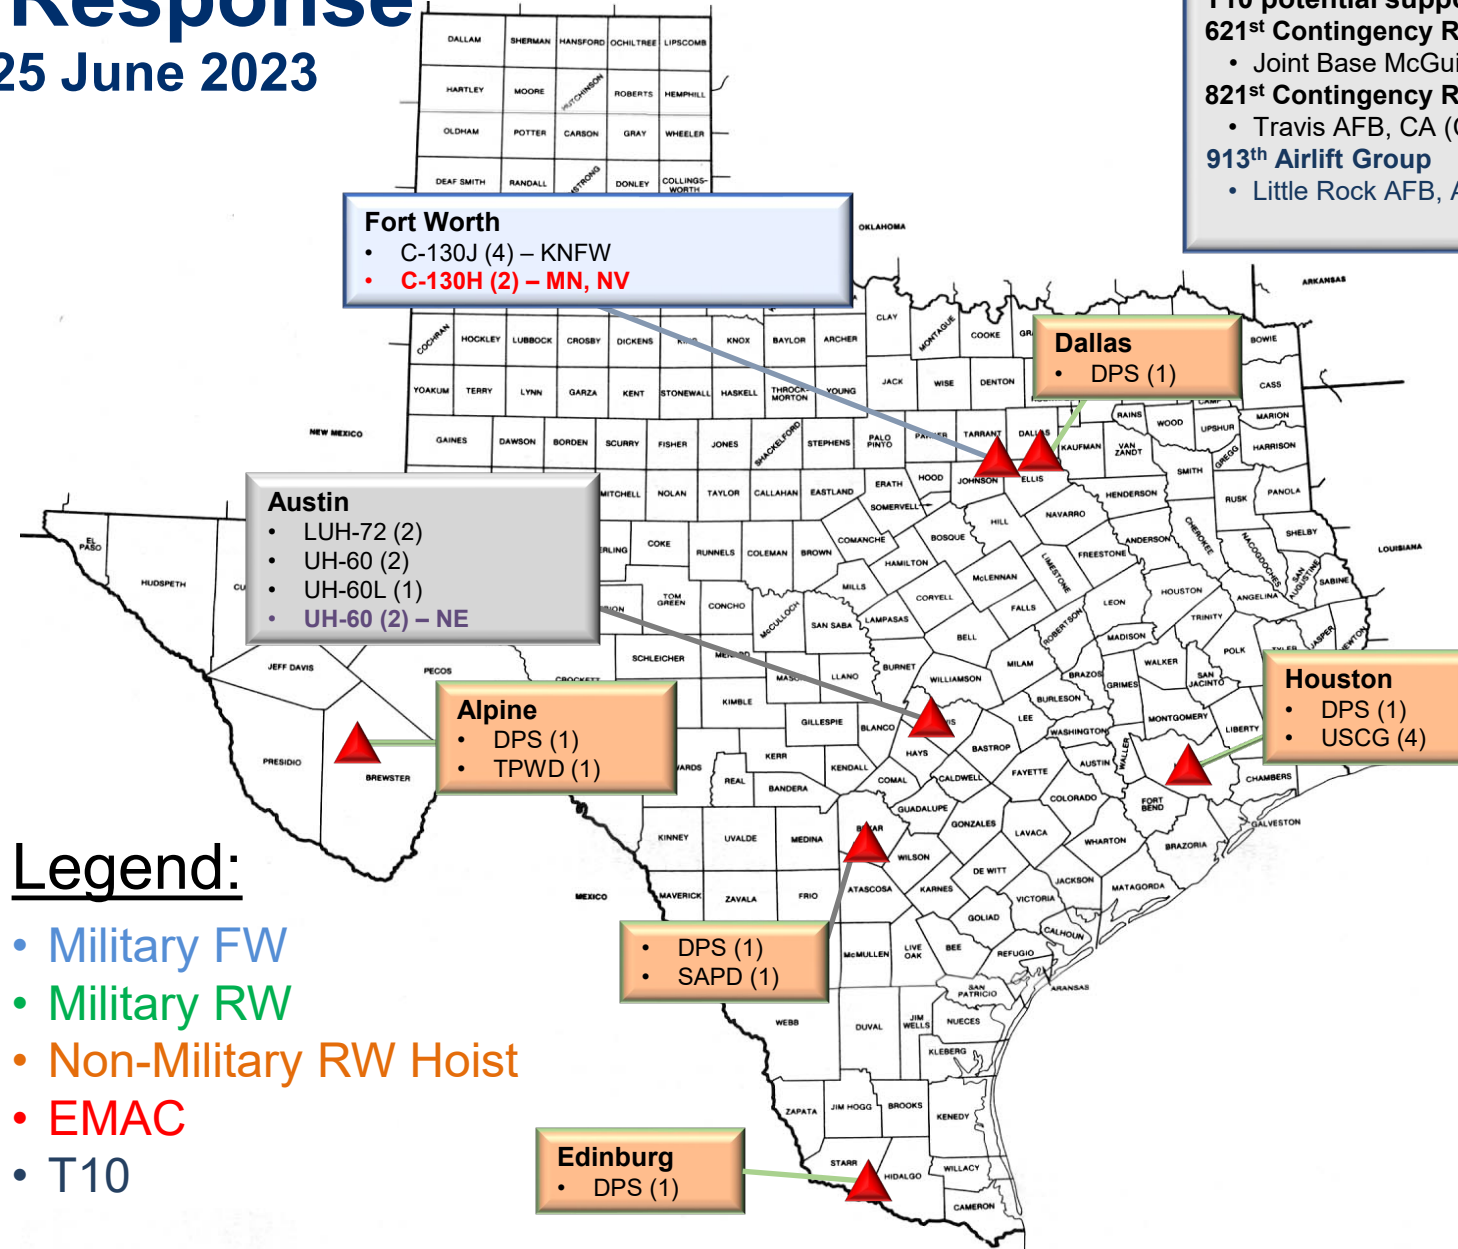 Response
25 June 2023
T10 potential
621st Contingency
• Joint Base
821st Contingency
• Travis AFB, CA
913th Airlift Group
• Little Rock AFB,
DALLAM SHERMAN HANSFORD OCHILTREE LIPSCOMB
HARTLEY MOORE HUTCHINSON ROBERTS HEMPHILL
OLDHAM POTTER CARSON GRAY WHEELER
DEAF SMITH RANDALL DONLEY COLLINGS-
WORTH
Fort Worth
• C-130J (4) – KNFW
• C-130H (2) – MN, NV
OKLAHOMA
ARKANSAS
CLAY MONTAGUE COOKE
COCHRAN HOCKLEY LUBBOCK CROSBY DICKENS KNOX BAYLOR ARCHER
BOWIE
Dallas
• DPS (1)
YOAKUM TERRY LYNN GARZA KENT STONEWALL HASKELL THROCK-
MORTON YOUNG JACK WISE DENTON
CASS
RAINS WOOD UPSHUR MARION
NEW MEXICO
GAINES DAWSON BORDEN SCURRY FISHER JONES SHACKELFORD STEPHENS PALO
PINTO TARRANT KAUFMAN VAN
ZANDT GREGG HARRISON
SMITH
Austin
• LUH-72 (2)
• UH-60 (2)
• UH-60L (1)
• UH-60 (2) – NE
MITCHELL NOLAN TAYLOR CALLAHAN EASTLAND ERATH HOOD JOHNSON ELLIS HENDERSON RUSK PANOLA
SOMERVELL HILL NAVARRO
EL
PASO HUDSPETH
COKE RUNNELS COLEMAN BROWN COMANCHE BOSQUE FREESTONE ANDERSON CHEROKEE NACOGDOCHES SHELBY
LOUISIANA
HAMILTON McLENNAN LIMESTONE SAN
AUGUSTINE SABINE
TOM
GREEN CONCHO McCULLOCH SAN SABA MILLS LAMPASAS CORYELL FALLS LEON HOUSTON ANGELINA
BELL ROBERTSON MADISON TRINITY JASPER NEWTON
JEFF DAVIS PECOS CROCKETT SCHLEICHER MENARD LLANO BURNET WILLIAMSON MILAM BRAZOS WALKER POLK
GRIMES SAN
JACINTO
Houston
• DPS (1)
• USCG (4)
Alpine
• DPS (1)
• TPWD (1)
KIMBLE GILLESPIE BLANCO LEE BURLESON WASHINGTON MONTGOMERY LIBERTY
PRESIDIO BREWSTER
REAL KERR BANDERA KENDALL HAYS COMAL BASTROP CALDWELL FAYETTE AUSTIN WALLER CHAMBERS
COLORADO FORT
BEND GALVESTON
KINNEY UVALDE MEDINA GUADALUPE GONZALES LAVACA WHARTON BRAZORIA
WILSON DE WITT JACKSON MATAGORDA
MEXICO
MAVERICK ZAVALA FRIO ATASCOSA KARNES VICTORIA
GOLIAD CALHOUN
• DPS (1)
• SAPD (1)
McMULLEN LIVE
OAK BEE REFUGIO
SAN
PATRICIO ARANSAS
WEBB DUVAL JIM
WELLS NUECES
KLEBERG
ZAPATA JIM HOGG BROOKS KENEDY
Edinburg
• DPS (1)
STARR HIDALGO WILLACY
CAMERON
Legend:
• Military FW
• Military RW
• Non-Military RW Hoist
• EMAC
• T10